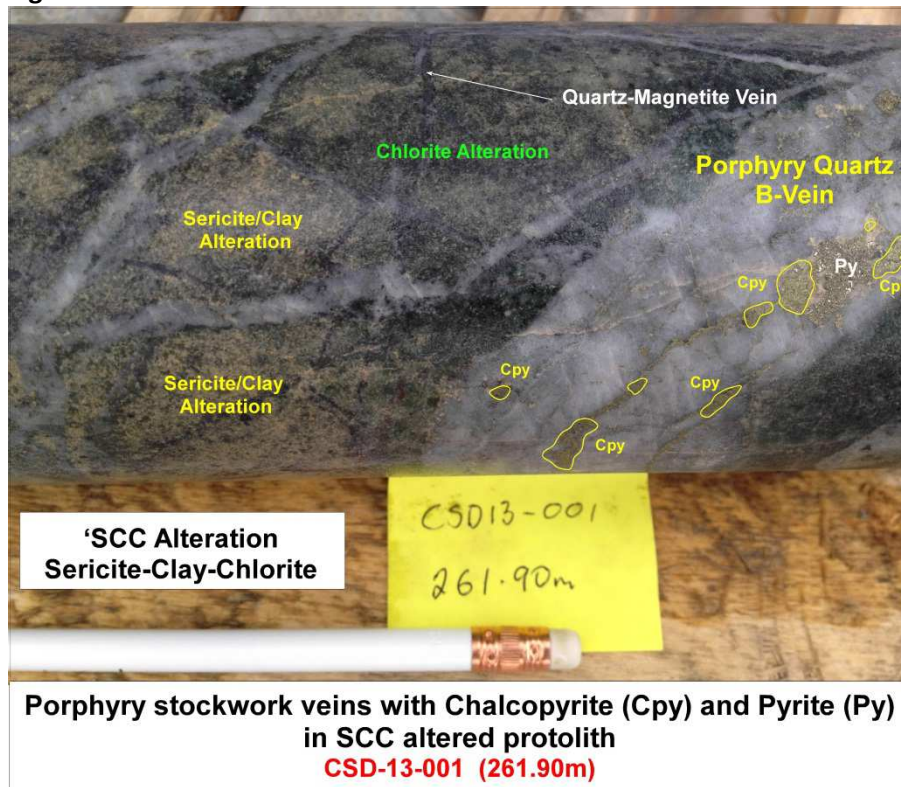 Quartz-Magnetite Vein
Chlorite Alteration
Porphyry Quartz
B-Vein
Sericite/Clay
Alteration
Py
Cpy
Cpy
Cpy
Cpy
Sericite/Clay
Alteration
Cpy
CSD13-001
261.90m
'SCC Alteration
Sericite-Clay-Chlorite
Porphyry stockwork veins with Chalcopyrite (Cpy) and Pyrite (Py)
in SCC altered protolith
CSD-13-001 (261.90m)